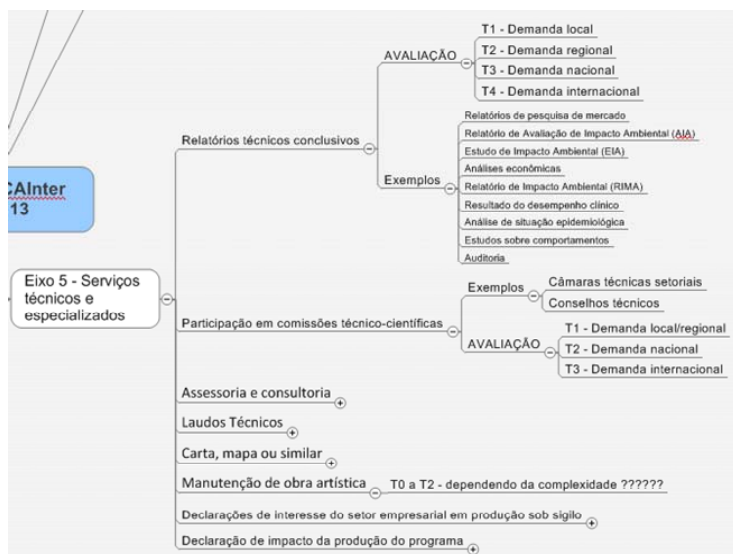 CAInter
13
Eixo 5 - Serviços
técnicos e
especializados
Relatórios técnicos conclusivos
AVALIAÇÃO
T1 - Demanda local
T2 - Demanda regional
T3 - Demanda nacional
T4 - Demanda internacional
Exemplos
Relatórios de pesquisa de mercado
Relatório de Avaliação de Impacto Ambiental (AIA)
Estudo de Impacto Ambiental (EIA)
Análises econômicas
Relatório de Impacto Ambiental (RIMA)
Resultado do desempenho clínico
Análise de situação epidemiológica
Estudos sobre comportamentos
Auditoria
Participação em comissões técnico-científicas
Exemplos
Câmaras técnicas setoriais
Conselhos técnicos
AVALIAÇÃO
T1 - Demanda local/regional
T2 - Demanda nacional
T3 - Demanda internacional
Assessoria e consultoria
Laudos Técnicos
Carta, mapa ou similar
Manutenção de obra artística
T0 a T2 - dependendo da complexidade ??????
Declarações de interesse do setor empresarial em produção sob sigilo
Declaração de impacto da produção do programa